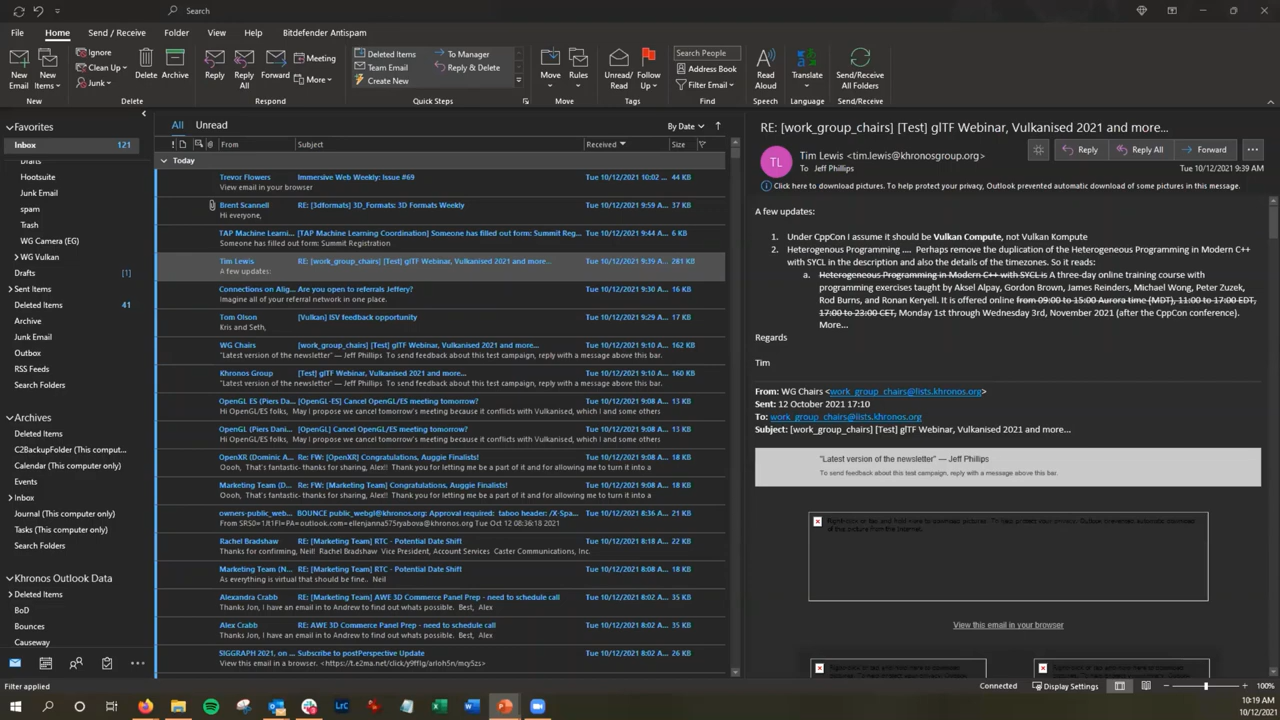 Search
File Home Send / Receive Folder View Help Bitdefender Antispam
New Email
New Items
Ignore
Clean Up
Junk
Delete
Archive
Reply
Reply All
Forward
Meeting
More
Deleted Items
Team Email
Create New
To Manager
Reply & Delete
Move
Rules
Unread/ Read
Follow Up
Search People
Address Book
Filter Email
Read Aloud
Translate
Send/Receive All Folders
New Delete Respond Quick Steps Move Tags Find Speech Language Send/Receive
Favorites
Inbox 121
Drafts
Hootsuite
Junk Email
spam
Trash
WG Camera (EG)
WG Vulkan
Drafts [1]
Sent Items
Deleted Items 41
Archive
Junk Email
Outbox
RSS Feeds
Search Folders
Archives
Deleted Items
C2BackupFolder (This comput...
Calendar (This computer only)
Events
Inbox
Journal (This computer only)
Tasks (This computer only)
Search Folders
Khronos Outlook Data
Deleted Items
BoD
Bounces
Causeway
All Unread By Date
From Subject Received Size
Today
Trevor Flowers Immersive Web Weekly: Issue #69 Tue 10/12/2021 10:02 ... 44 KB
View email in your browser
Brent Scannell RE: [3dformats] 3D_Formats: 3D Formats Weekly Tue 10/12/2021 9:59 A... 37 KB
Hi everyone,
TAP Machine Learni... [TAP Machine Learning Coordination] Someone has filled out form: Summit Reg... Tue 10/12/2021 9:44 A... 6 KB
Someone has filled out form: Summit Registration
Tim Lewis RE: [work_group_chairs] [Test] glTF Webinar, Vulkanised 2021 and more... Tue 10/12/2021 9:39 A... 281 KB
A few updates:
Connections on Alig... Are you open to referrals Jeffery? Tue 10/12/2021 9:30 A... 16 KB
Imagine all of your referral network in one place.
Tom Olson [Vulkan] ISV feedback opportunity Tue 10/12/2021 9:29 A... 17 KB
Kris and Seth,
WG Chairs [work_group_chairs] [Test] glTF Webinar, Vulkanised 2021 and more... Tue 10/12/2021 9:10 A... 162 KB
"Latest version of the newsletter" — Jeff Phillips To send feedback about this test campaign, reply with a message above this bar.
Khronos Group [Test] glTF Webinar, Vulkanised 2021 and more... Tue 10/12/2021 9:10 A... 160 KB
"Latest version of the newsletter" — Jeff Phillips To send feedback about this test campaign, reply with a message above this bar.
OpenGL ES (Piers Da... [OpenGL-ES] Cancel OpenGL/ES meeting tomorrow? Tue 10/12/2021 9:08 A... 13 KB
Hi OpenGL/ES folks, May I propose we cancel tomorrow's meeting because it conflicts with Vulkanised, which I and some others
OpenGL (Piers Dani... [OpenGL] Cancel OpenGL/ES meeting tomorrow? Tue 10/12/2021 9:08 A... 13 KB
Hi OpenGL/ES folks, May I propose we cancel tomorrow's meeting because it conflicts with Vulkanised, which I and some others
OpenXR (Dominic A... Re: FW: [OpenXR] Congratulations, Auggie Finalists! Tue 10/12/2021 9:08 A... 18 KB
Oooh, That's fantastic- thanks for sharing, Alex!! Thank you for letting me be a part of it and for allowing me to turn it into a
Marketing Team (D... Re: FW: [Marketing Team] Congratulations, Auggie Finalists! Tue 10/12/2021 9:08 A... 18 KB
Oooh, That's fantastic- thanks for sharing, Alex!! Thank you for letting me be a part of it and for allowing me to turn it into a
owners-public_web... BOUNCE public_webgl@khronos.org: Approval required: taboo header: /X-Spa... Tue 10/12/2021 8:36 A... 21 KB
Rachel Bradshaw RE: [Marketing Team] RTC - Potential Date Shift Tue 10/12/2021 8:18 A... 22 KB
Thanks for confirming, Neil! Rachel Bradshaw Vice President, Account Services Caster Communications, Inc.
Marketing Team (N... RE: [Marketing Team] RTC - Potential Date Shift Tue 10/12/2021 8:08 A... 18 KB
As everything is virtual that should be fine.. Neil
Alexandra Crabb RE: [Marketing Team] AWE 3D Commerce Panel Prep - need to schedule call Tue 10/12/2021 8:02 A... 35 KB
Thanks Jon, I have an email in to Andrew to find out whats possible. Best, Alex
Alex Crabb RE: AWE 3D Commerce Panel Prep - need to schedule call Tue 10/12/2021 8:02 A... 35 KB
Thanks Jon, I have an email in to Andrew to find out whats possible. Best, Alex
SIGGRAPH 2021, on ... Subscribe to postPerspective Update Tue 10/12/2021 8:02 A... 26 KB
View this email in a browser.
RE: [work_group_chairs] [Test] glTF Webinar, Vulkanised 2021 and more...
TL
Tim Lewis <tim.lewis@khronosgroup.org>
To Jeff Phillips
Reply Reply All Forward
Tue 10/12/2021 9:39 AM
Click here to download pictures. To help protect your privacy, Outlook prevented automatic download of some pictures in this message.
A few updates:
1. Under CppCon I assume it should be Vulkan Compute, not Vulkan Kompute
2. Heterogenous Programming .... Perhaps remove the duplication of the Heterogeneous Programming in Modern C++
with SYCL in the description and also the details of the timezones. So it reads:
a. Heterogeneous Programming in Modern C++ with SYCL is A three-day online training course with
programming exercises taught by Aksel Alpay, Gordon Brown, James Reinders, Michael Wong, Peter Zuzek,
Rod Burns, and Ronan Keryell. It is offered online from 09:00 to 15:00 Aurora time (MDT), 11:00 to 17:00 EDT,
17:00 to 23:00 CET, Monday 1st through Wednesday 3rd, November 2021 (after the CppCon conference).
More...
Regards
Tim
From: WG Chairs <work_group_chairs@lists.khronos.org>
Sent: 12 October 2021 17:10
To: work_group_chairs@lists.khronos.org
Subject: [work_group_chairs] [Test] glTF Webinar, Vulkanised 2021 and more...
"Latest version of the newsletter" — Jeff Phillips
To send feedback about this test campaign, reply with a message above this bar.
View this email in your browser
Filter applied
Connected Display Settings 100%
10:19 AM
10/12/2021